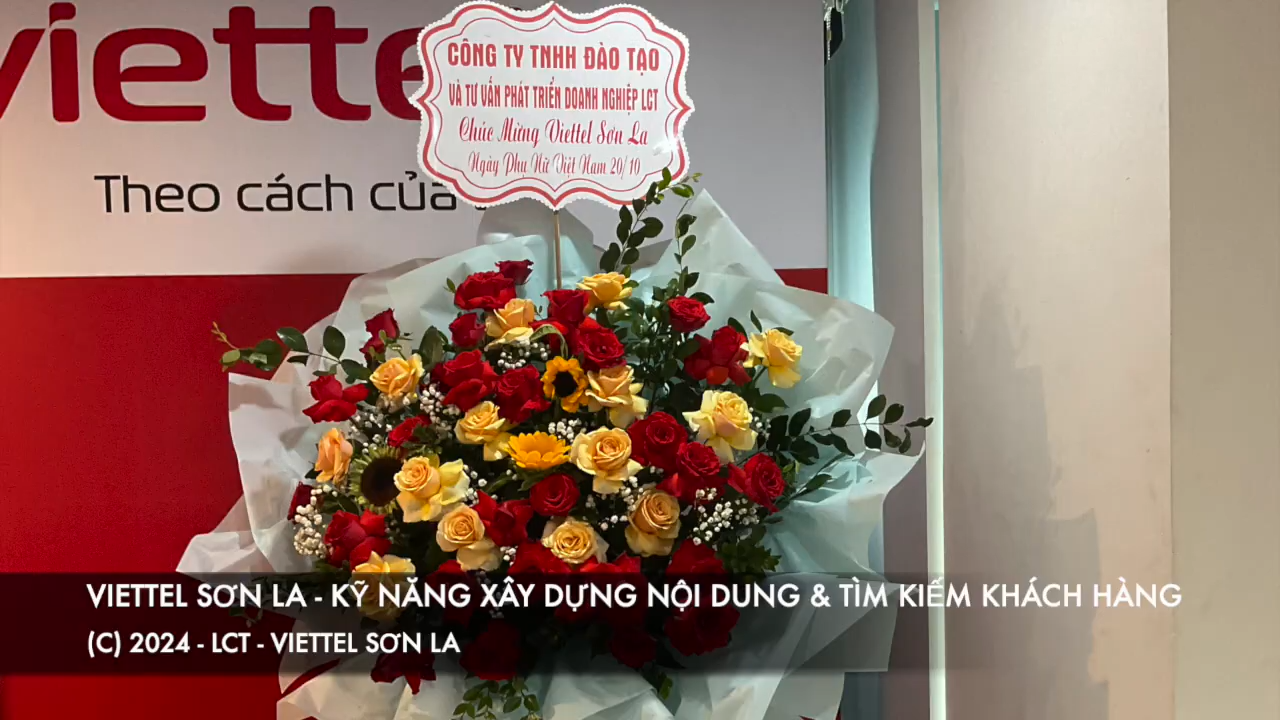 viette
CÔNG TY TNHH ĐÀO TẠO
VÀ TƯ VẤN PHÁT TRIỂN DOANH NGHIỆP LCT
Chúc Mừng Viettel Sơn La
Ngày Phụ Nữ Việt Nam 20/10
Theo cách của
VIETTEL SƠN LA - KỸ NĂNG XÂY DỰNG NỘI DUNG & TÌM KIẾM KHÁCH HÀNG
(C) 2024 - LCT - VIETTEL SƠN LA